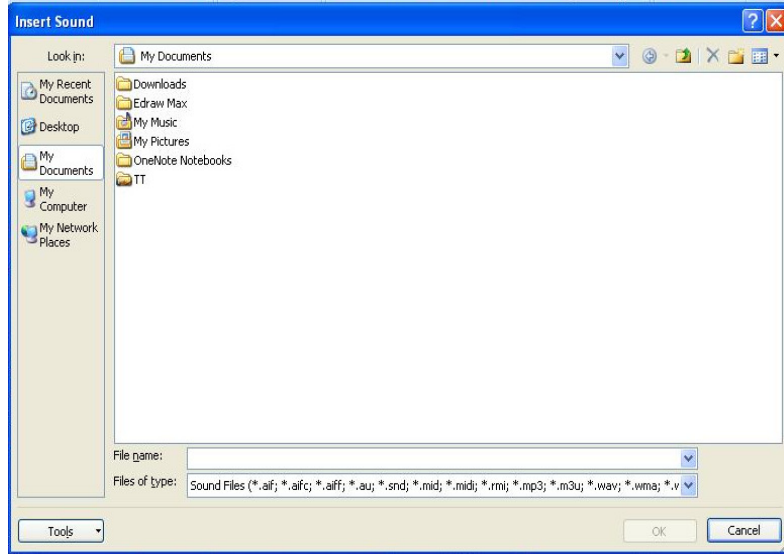 Insert Sound
Look in:
My Documents
My Recent
Documents
Desktop
My
Documents
My
Computer
My Network
Places
Downloads
Edraw Max
My Music
My Pictures
OneNote Notebooks
TT
File name:
Files of type:
Sound Files (*.aif; *.aifc; *.aiff; *.au; *.snd; *.mid; *.midi; *.rmi; *.mp3; *.m3u; *.wav; *.wma; *.v
Tools
OK
Cancel